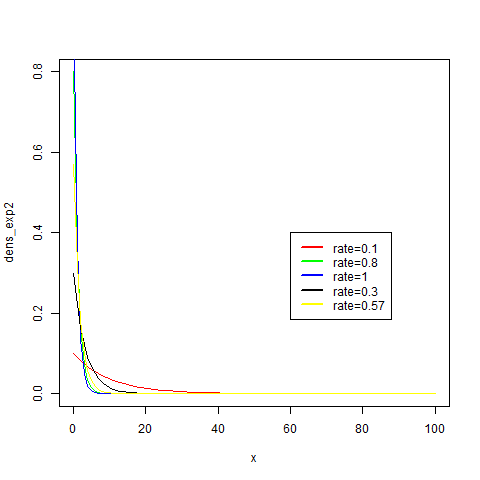 0.8
0.6
0.4
0.2
0.0
dens_exp2
rate=0.1
rate=0.8
rate=1
rate=0.3
rate=0.57
0 20 40 60 80 100
x